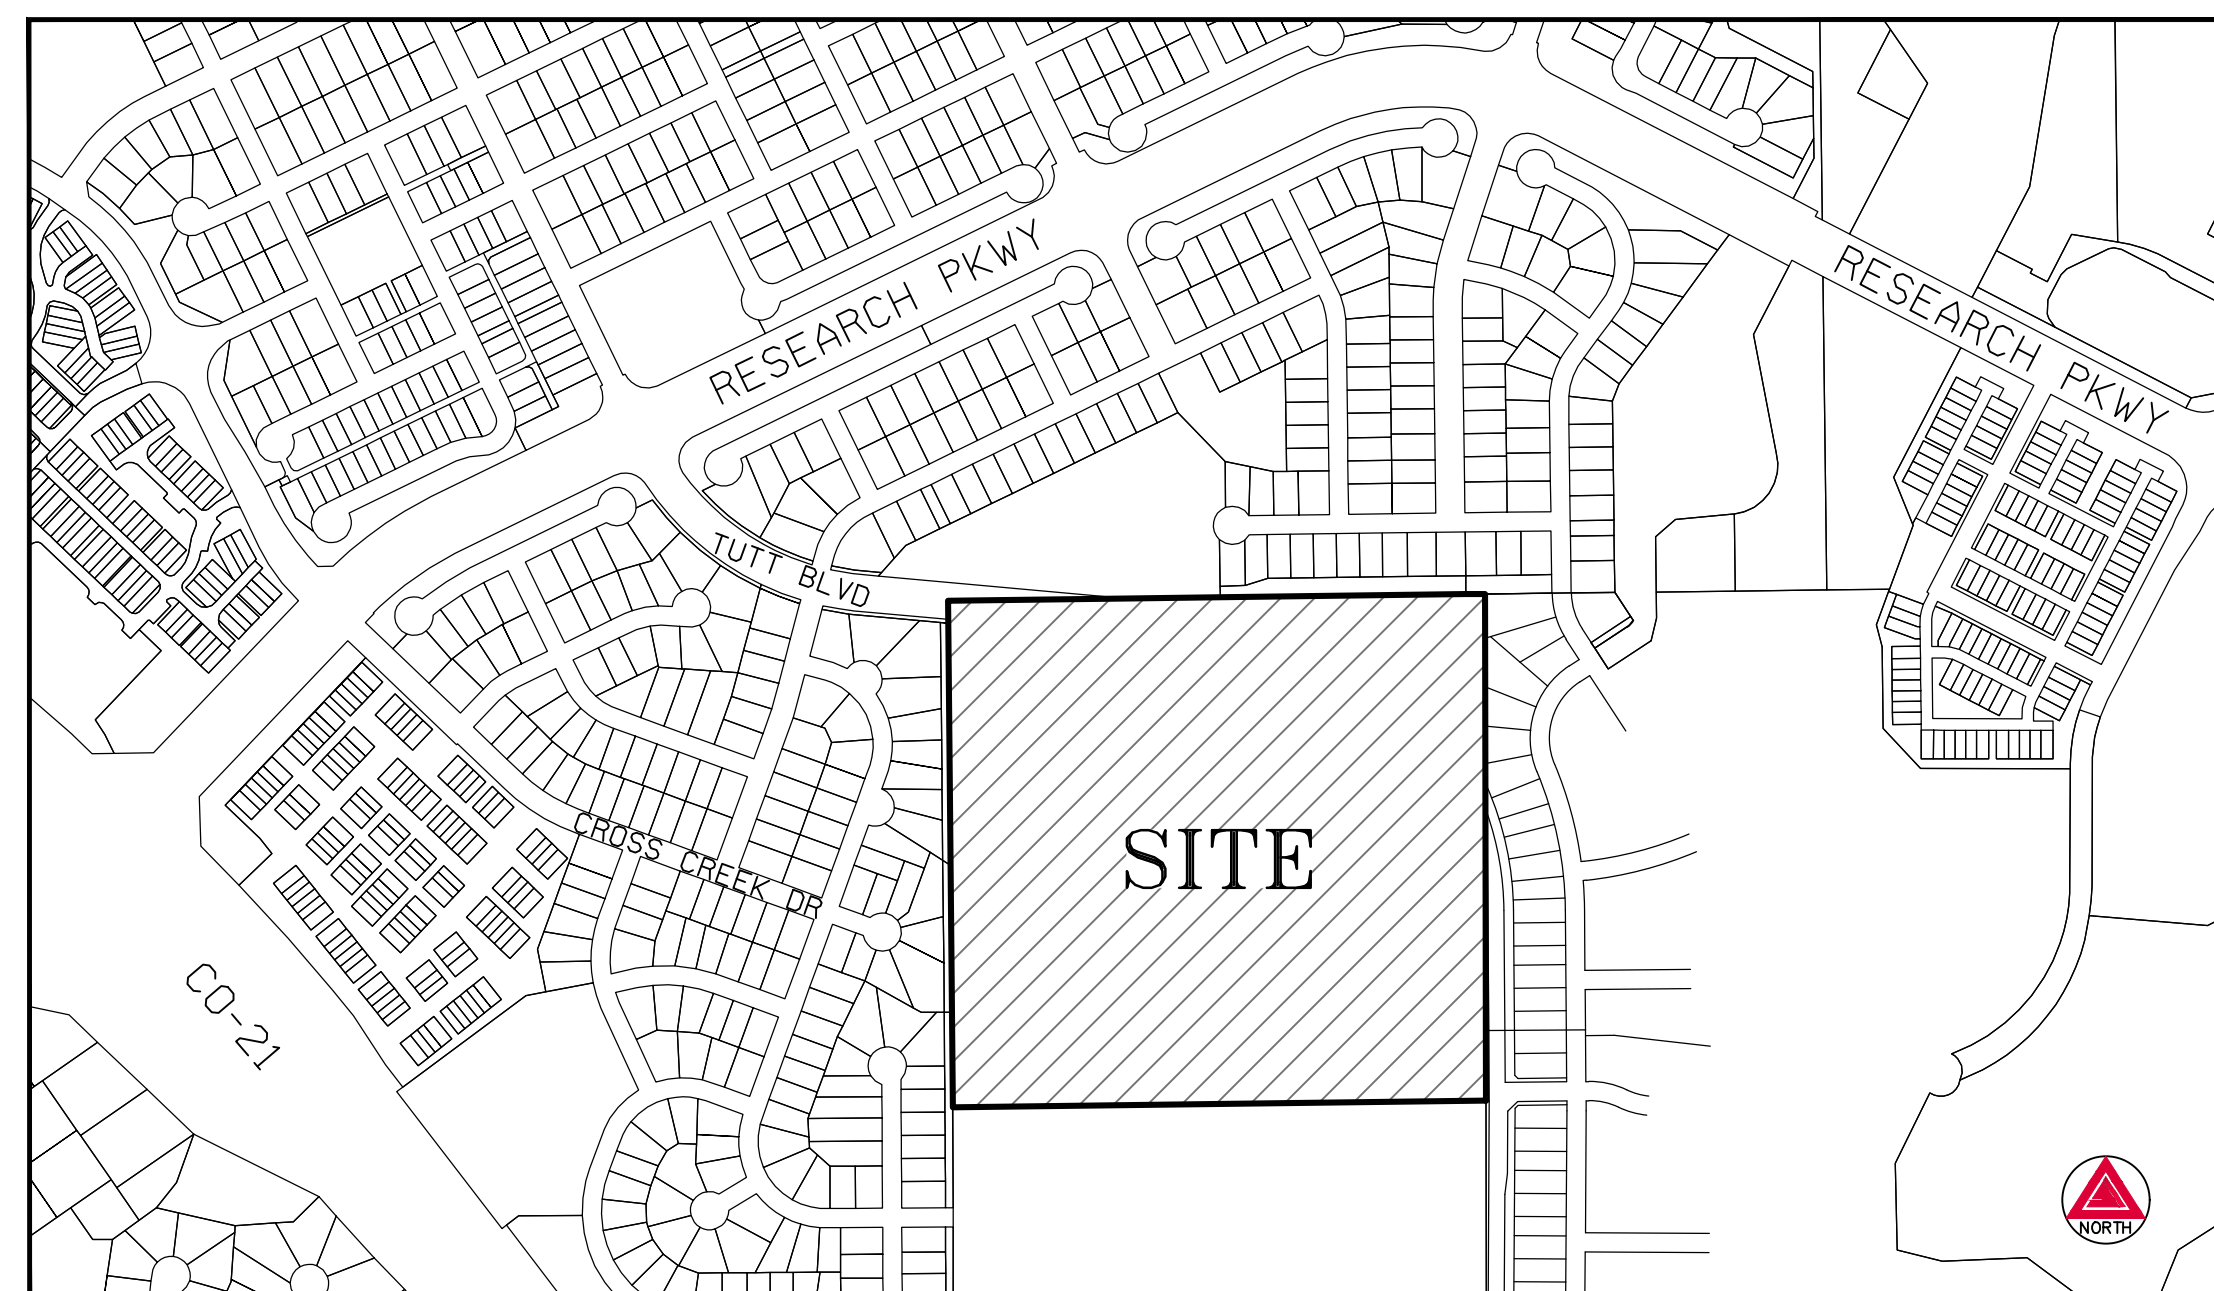 RESEARCH PKWY
RESEARCH PKWY
TUTT BLVD
CROSS CREEK DR
SITE
CO-21
NORTH